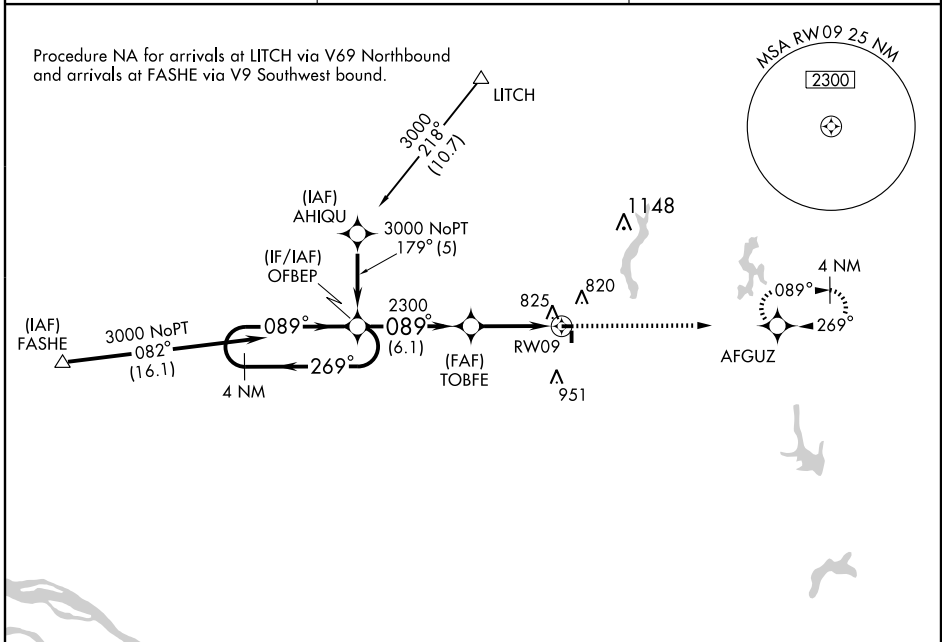 Procedure NA for arrivals at LITCH via V69 Northbound
and arrivals at FASHE via V9 Southwest bound.
MSA RW09 25 NM
2300
LITCH
3000
218°
(10.7)
(IAF)
AHIQU
3000 NoPT
179° (5)
1148
(IF/IAF)
OFBEP
4 NM
089°
269°
AFGUZ
820
825
2300
089°
(6.1)
089°
RW09
(IAF)
FASHE
3000 NoPT
082°
(16.1)
(FAF)
TOBFE
269°
4 NM
951